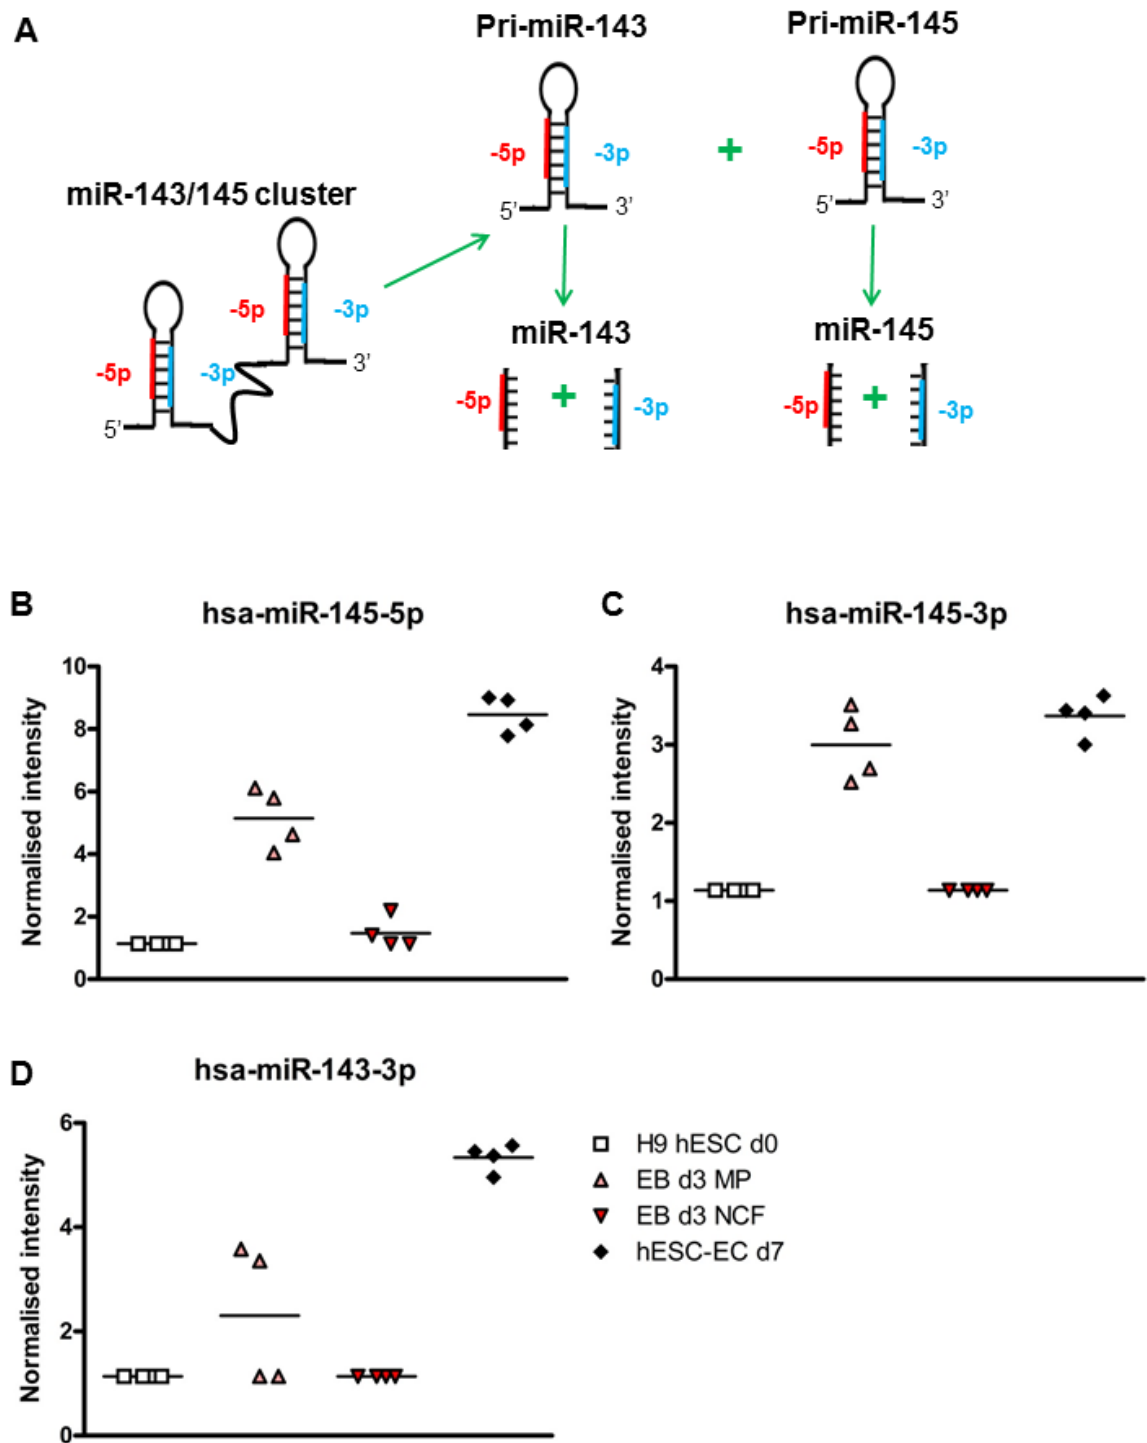 A
Pri-miR-143
Pri-miR-145
-5p
-3p
+
-5p
-3p
5'
3'
5'
3'
miR-143/145 cluster
-5p
-3p
3'
-5p
-3p
5'
miR-143
miR-145
-5p
+
-3p
-5p
+
-3p
B
hsa-miR-145-5p
Normalised intensity
10
8
6
4
2
0
C
hsa-miR-145-3p
Normalised intensity
4
3
2
1
0
D
hsa-miR-143-3p
Normalised intensity
6
4
2
0
H9 hESC d0
EB d3 MP
EB d3 NCF
hESC-EC d7